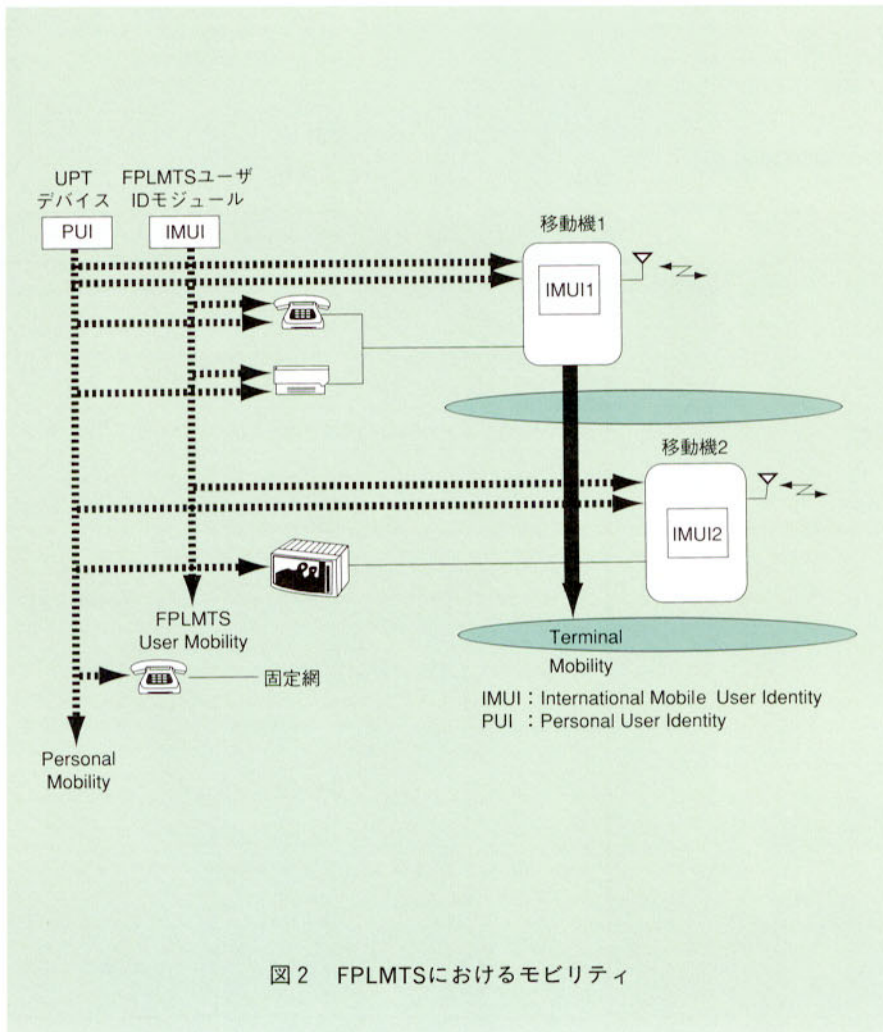 UPT
デバイス
FPLMTSユーザ
IDモジュール
PUI
IMUI
移動機1
IMUI1
移動機2
IMUI2
FPLMTS
User Mobility
固定網
Personal
Mobility
Terminal
Mobility
IMUI：International Mobile User Identity
PUI ：Personal User Identity
図2 FPLMTSにおけるモビリティ